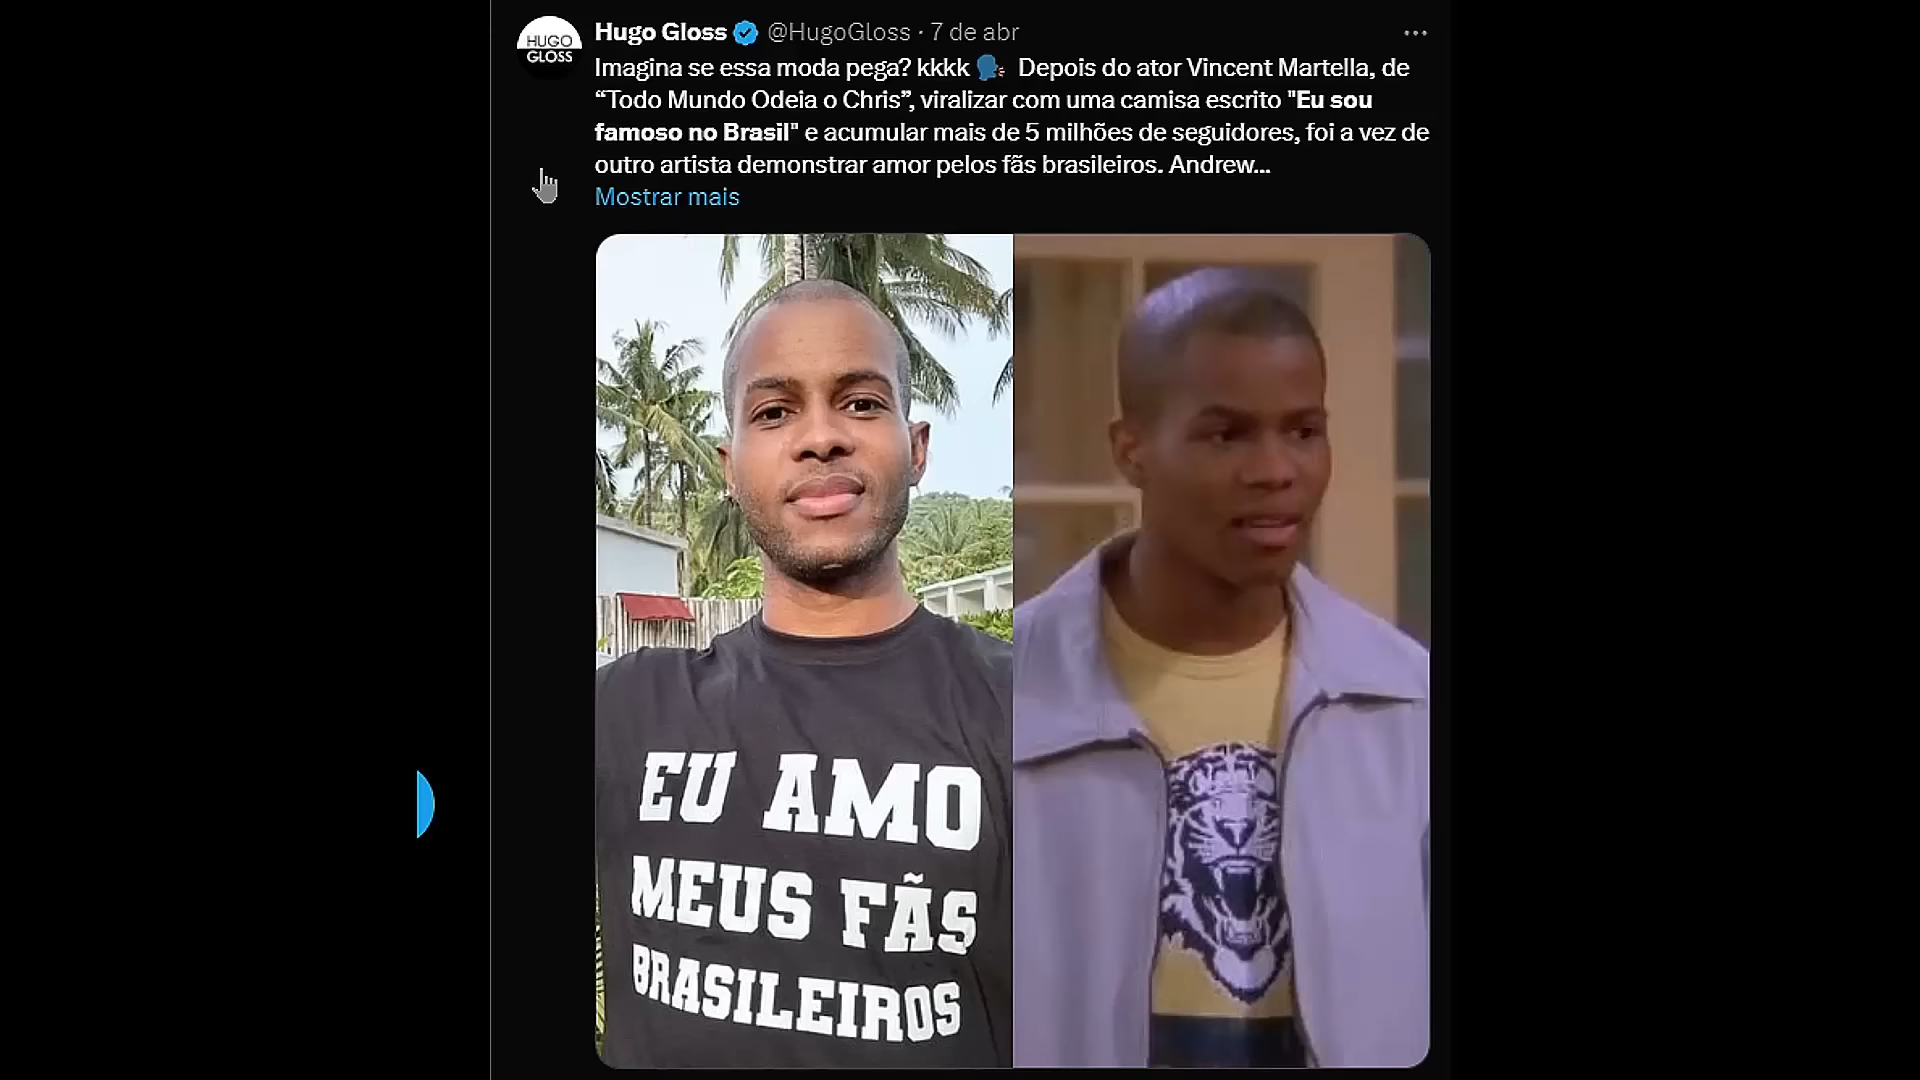 HUGO
GLOSS
Hugo Gloss @HugoGloss · 7 de abr
Imagina se essa moda pega? kkkk 🗣️ Depois do ator Vincent Martella, de
“Todo Mundo Odeia o Chris”, viralizar com uma camisa escrito "Eu sou
famoso no Brasil" e acumular mais de 5 milhões de seguidores, foi a vez de
outro artista demonstrar amor pelos fãs brasileiros. Andrew...
Mostrar mais
EU AMO
MEUS FÃS
BRASILEIROS